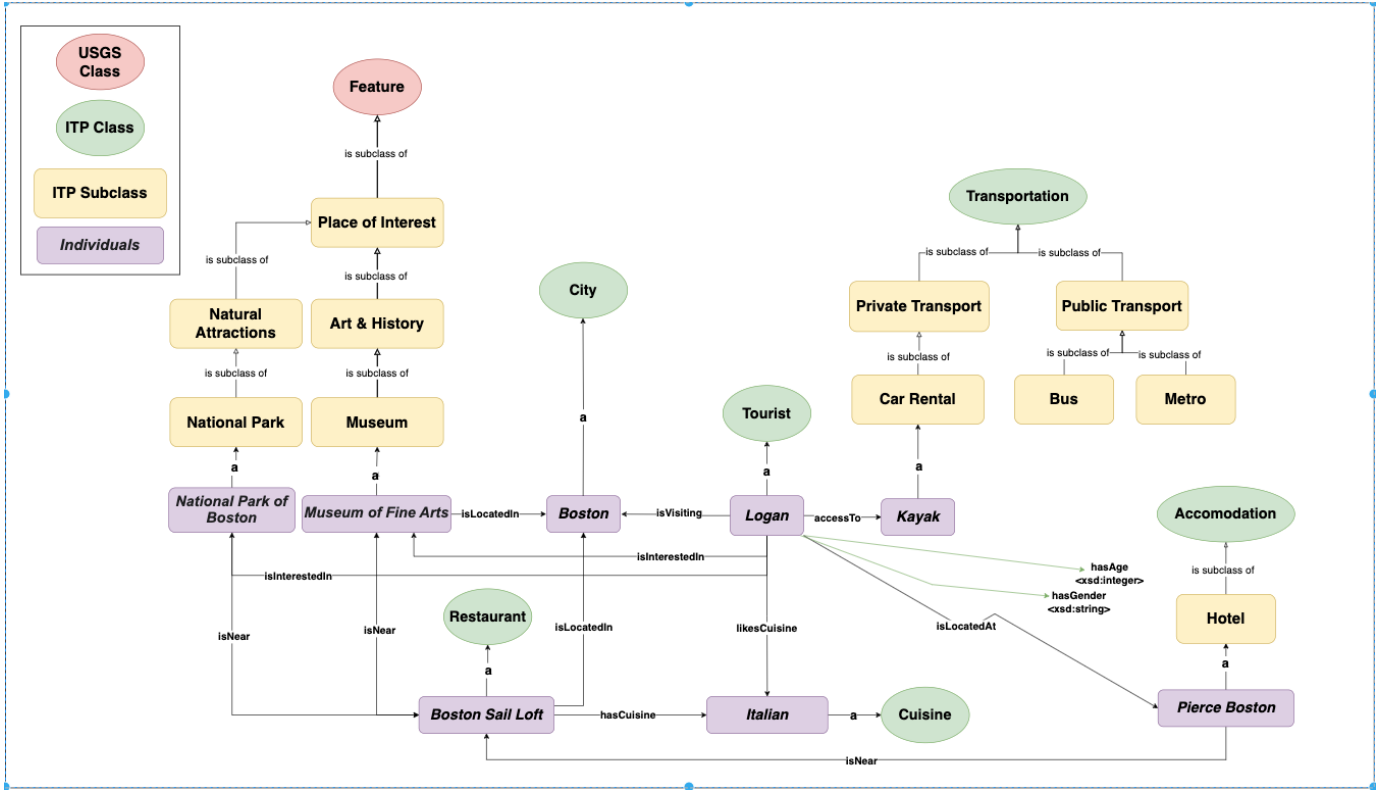 USGS
Class
ITP Class
ITP Subclass
Individuals
Feature
is subclass of
Place of Interest
is subclass of
is subclass of
Natural
Attractions
Art & History
is subclass of
is subclass of
National Park
Museum
a
a
National Park of
Boston
Museum of Fine Arts
isLocatedIn
Boston
isVisiting
Logan
accessTo
Kayak
City
a
Tourist
a
Transportation
is subclass of
is subclass of
Private Transport
Public Transport
is subclass of
is subclass of
is subclass of
Car Rental
Bus
Metro
a
Accomodation
is subclass of
Hotel
a
Pierce Boston
isInterestedIn
isInterestedIn
hasAge
<xsd:integer>
hasGender
<xsd:string>
isLocatedAt
isNear
isNear
Restaurant
a
isLocatedIn
likesCuisine
Boston Sail Loft
hasCuisine
Italian
a
Cuisine
isNear